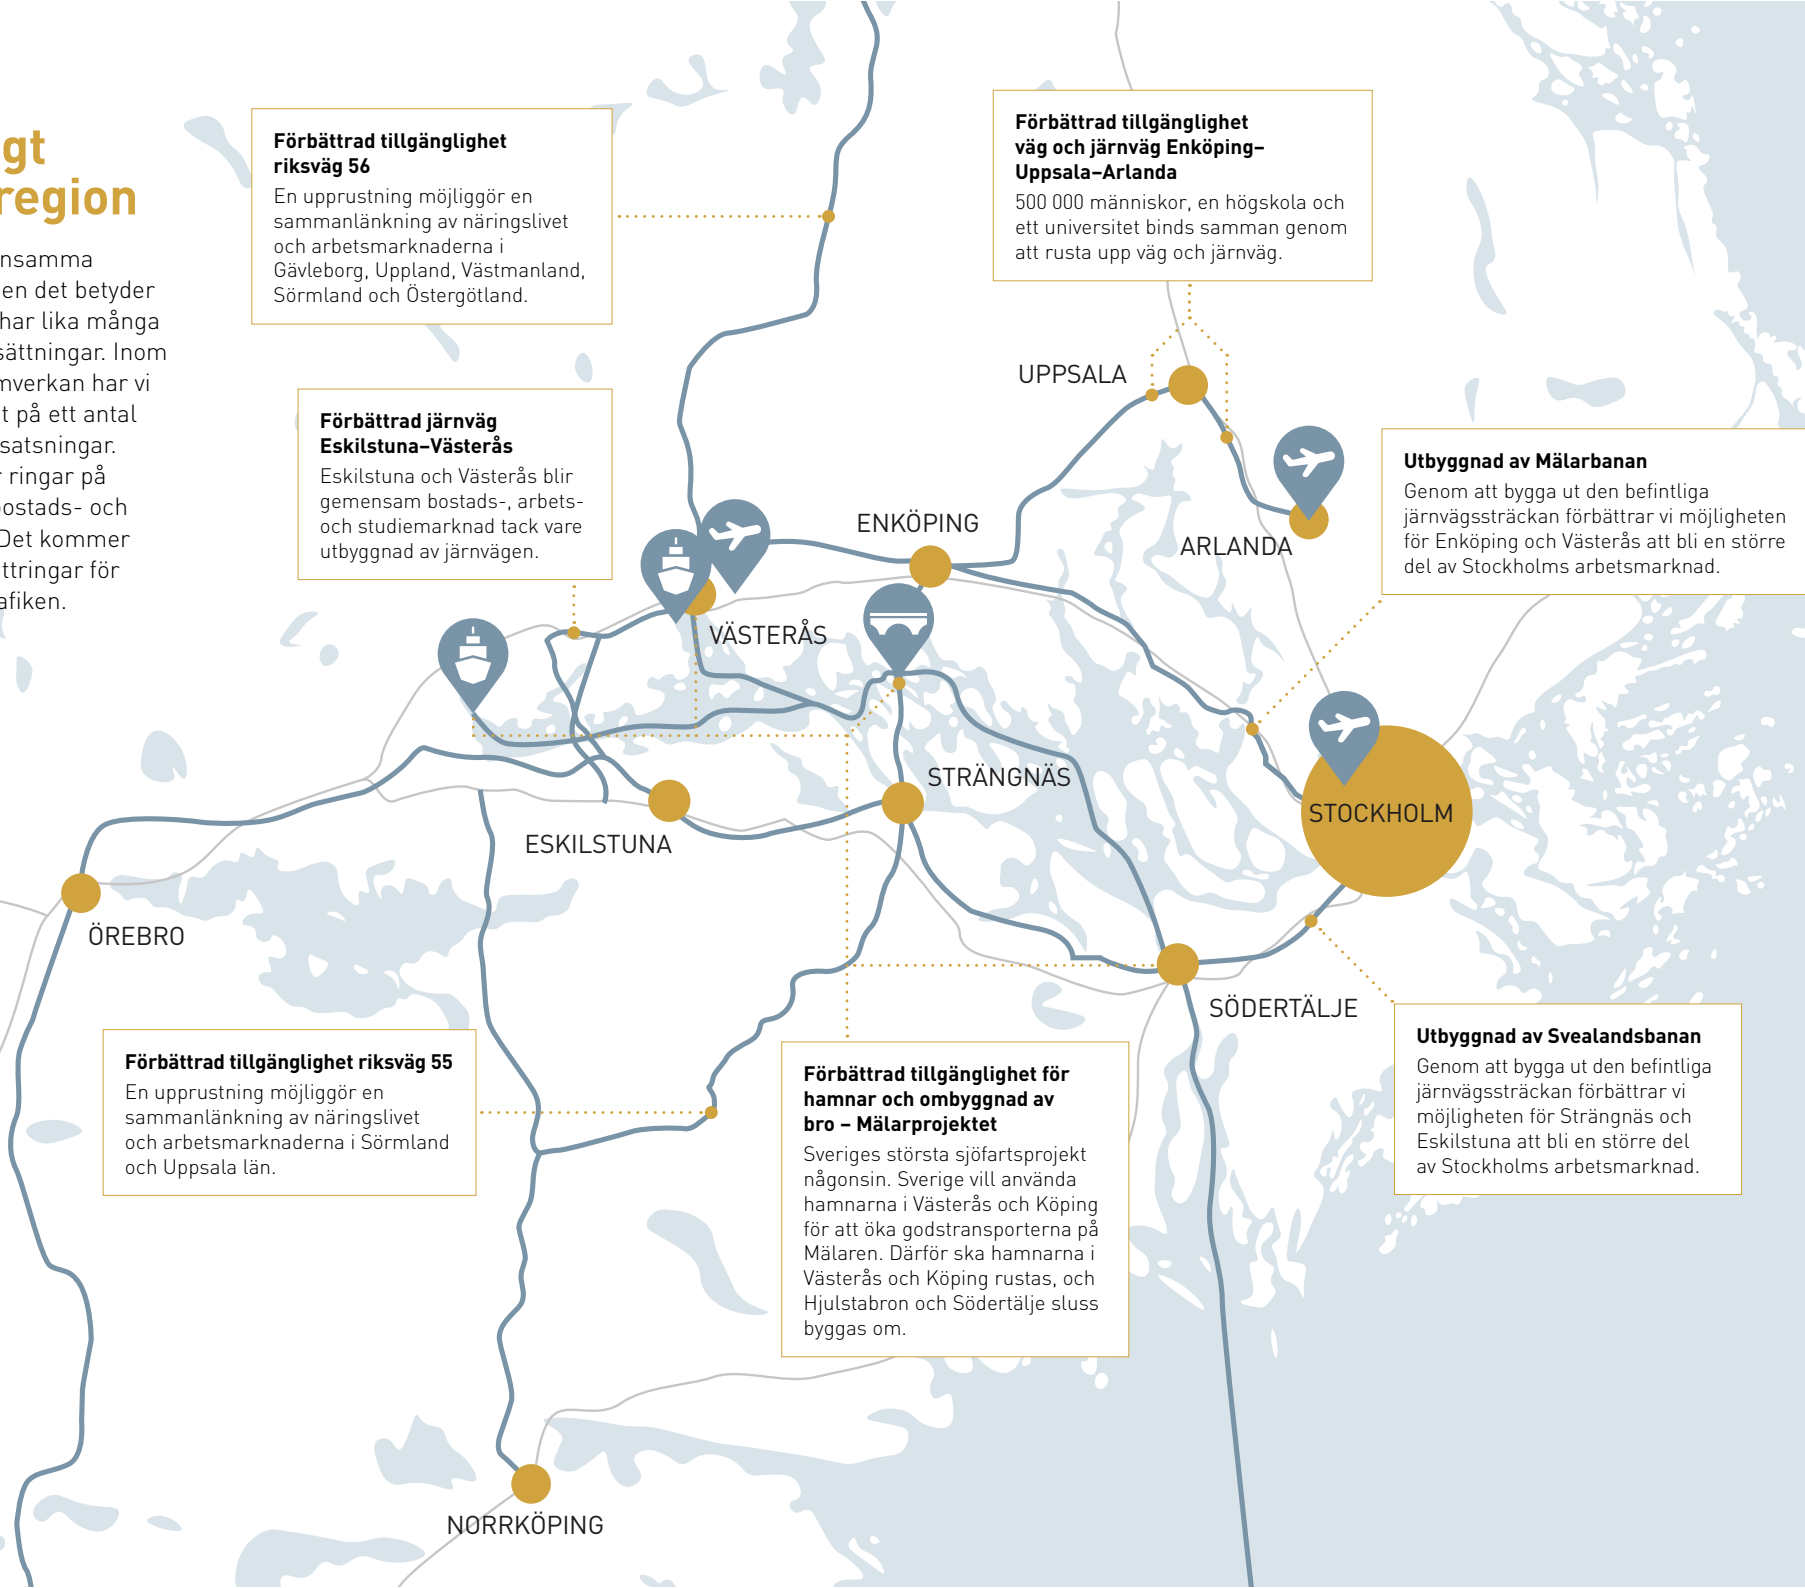 gt
region
nsamma
en det betyder
har lika många
sättningar. Inom
mverkan har vi
t på ett antal
satsningar.
r ringar på
bostads- och
Det kommer
ttringar för
afiken.
Förbättrad tillgänglighet
riksväg 56
En upprustning möjliggör en
sammanlänkning av näringslivet
och arbetsmarknaderna i
Gävleborg, Uppland, Västmanland,
Sörmland och Östergötland.
Förbättrad tillgänglighet
väg och järnväg Enköping–
Uppsala–Arlanda
500 000 människor, en högskola och
ett universitet binds samman genom
att rusta upp väg och järnväg.
Förbättrad järnväg
Eskilstuna–Västerås
Eskilstuna och Västerås blir
gemensam bostads-, arbets-
och studiemarknad tack vare
utbyggnad av järnvägen.
UPPSALA
ENKÖPING
ARLANDA
Utbyggnad av Mälarbanan
Genom att bygga ut den befintliga
järnvägssträckan förbättrar vi möjligheten
för Enköping och Västerås att bli en större
del av Stockholms arbetsmarknad.
VÄSTERÅS
STRÄNGNÄS
STOCKHOLM
ESKILSTUNA
ÖREBRO
SÖDERTÄLJE
Förbättrad tillgänglighet riksväg 55
En upprustning möjliggör en
sammanlänkning av näringslivet
och arbetsmarknaderna i Sörmland
och Uppsala län.
Förbättrad tillgänglighet för
hamnar och ombyggnad av
bro – Mälarprojektet
Sveriges största sjöfartsprojekt
någonsin. Sverige vill använda
hamnarna i Västerås och Köping
för att öka godstransporterna på
Mälaren. Därför ska hamnarna i
Västerås och Köping rustas, och
Hjulstabron och Södertälje sluss
byggas om.
Utbyggnad av Svealandsbanan
Genom att bygga ut den befintliga
järnvägssträckan förbättrar vi
möjligheten för Strängnäs och
Eskilstuna att bli en större del
av Stockholms arbetsmarknad.
NORRKÖPING